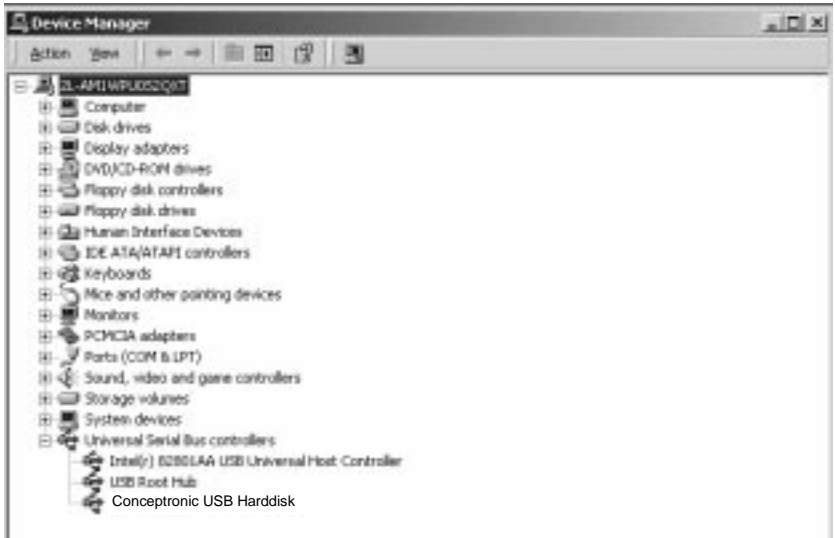 Device Manager
Action View
ZL-AM1WPU052QXT
Computer
Disk drives
Display adapters
DVD/CD-ROM drives
Floppy disk controllers
Floppy disk drives
Human Interface Devices
IDE ATA/ATAPI controllers
Keyboards
Mice and other pointing devices
Monitors
PCMCIA adapters
Ports (COM & LPT)
Sound, video and game controllers
Storage volumes
System devices
Universal Serial Bus controllers
Intel(r) 82801AA USB Universal Host Controller
USB Root Hub
Conceptronic USB Harddisk